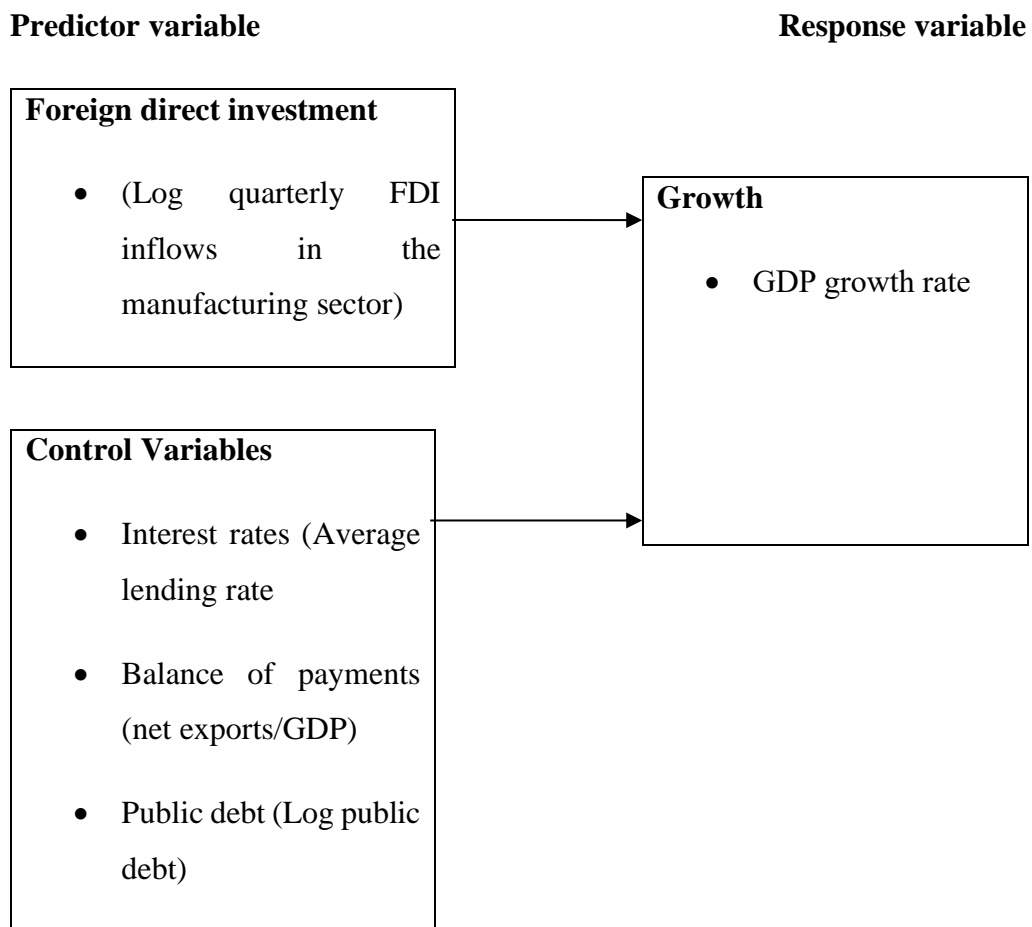 Predictor variable Response variable
Foreign direct investment
• (Log quarterly FDI
inflows in the
manufacturing sector)
Growth
• GDP growth rate
Control Variables
• Interest rates (Average
lending rate
• Balance of payments
(net exports/GDP)
• Public debt (Log public
debt)